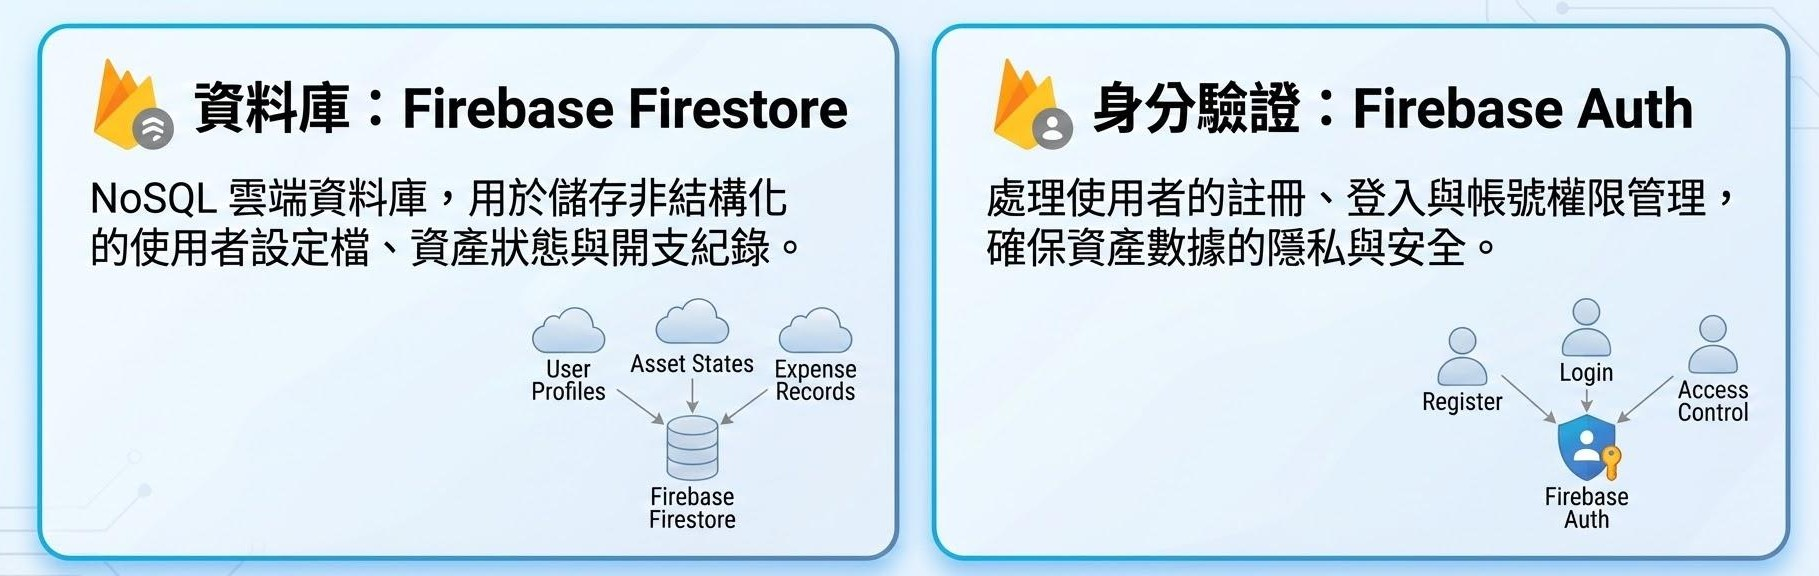 資料庫：Firebase Firestore
NoSQL 雲端資料庫，用於儲存非結構化
的使用者設定檔、資產狀態與開支紀錄。
User
Profiles
Asset States
Expense
Records
Firebase
Firestore
身分驗證：Firebase Auth
處理使用者的註冊、登入與帳號權限管理，
確保資產數據的隱私與安全。
Register
Login
Access
Control
Firebase
Auth